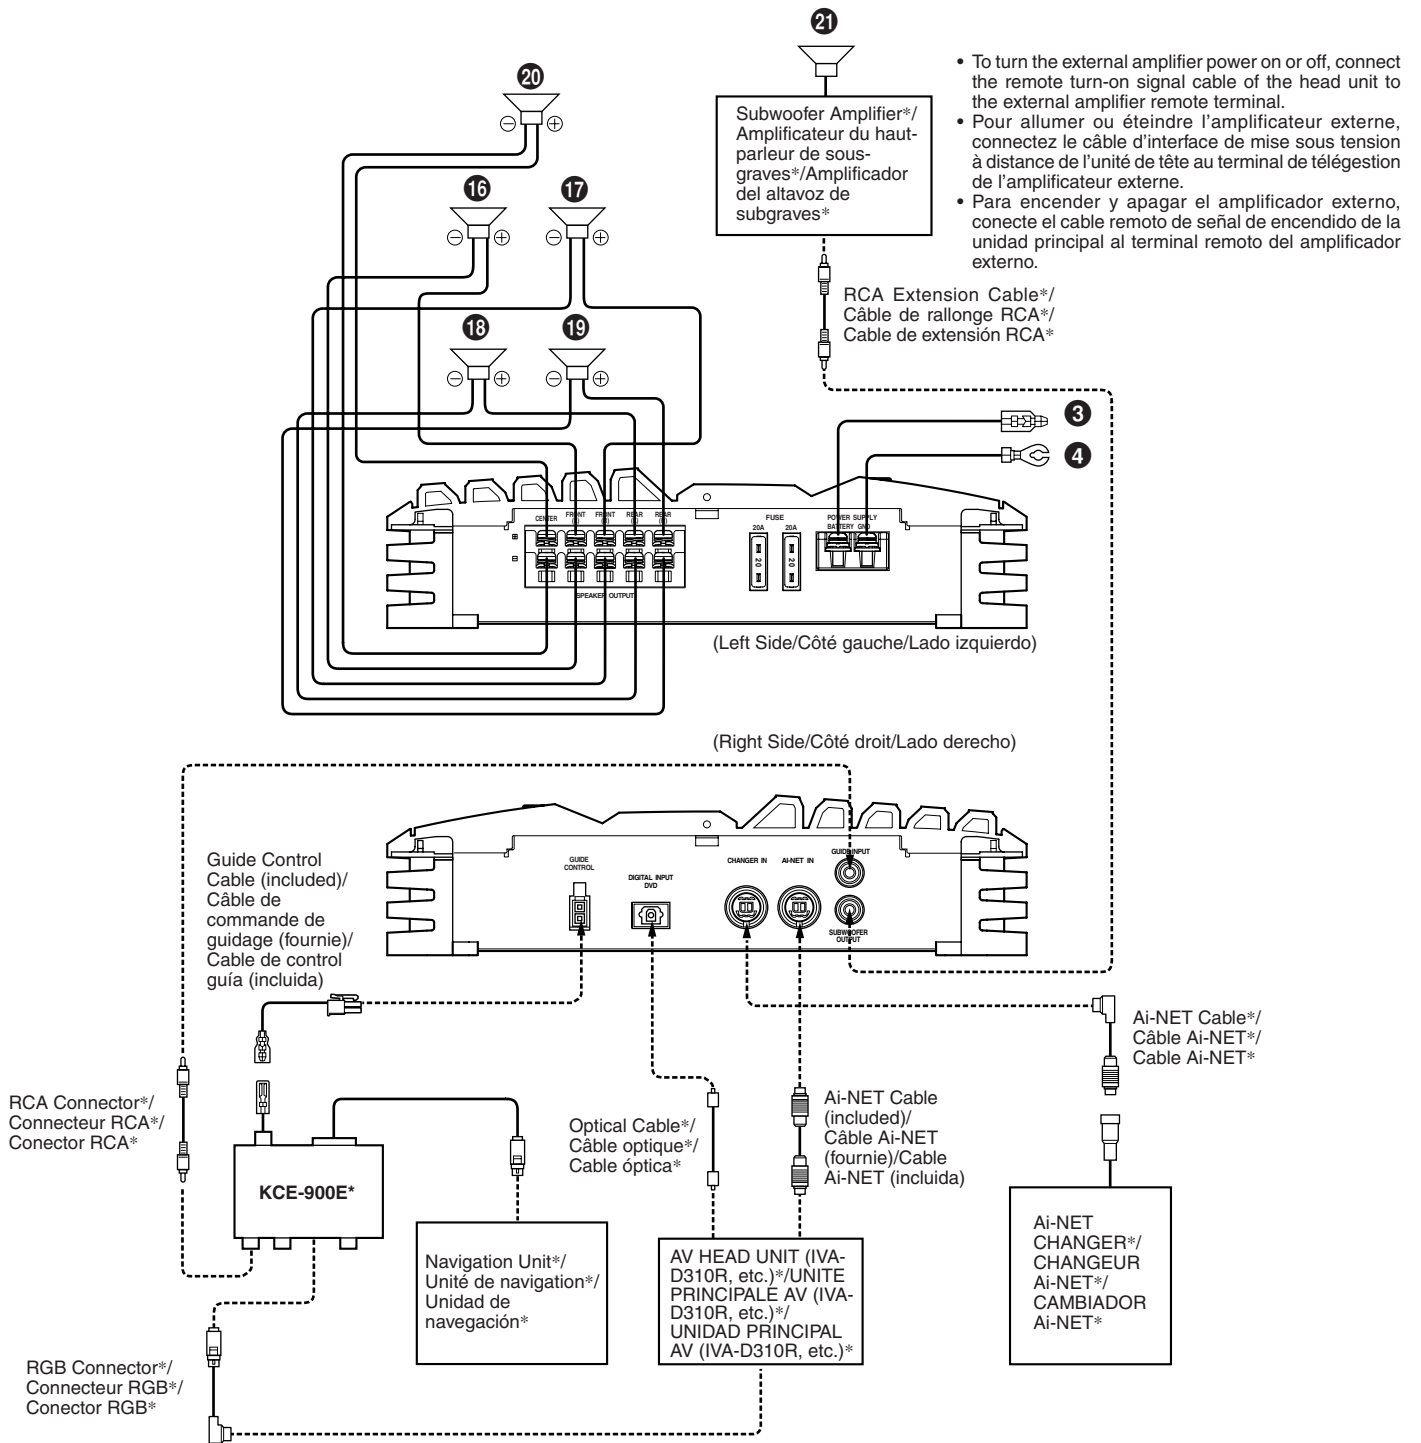 21
Subwoofer Amplifier*/
Amplificateur du haut-
parleur de sous-
graves*/Amplificador
del altavoz de
subgraves*
• To turn the external amplifier power on or off, connect
the remote turn-on signal cable of the head unit to
the external amplifier remote terminal.
• Pour allumer ou éteindre l’amplificateur externe,
connectez le câble d’interface de mise sous tension
à distance de l’unité de tête au terminal de télégestion
de l’amplificateur externe.
• Para encender y apagar el amplificador externo,
conecte el cable remoto de señal de encendido de la
unidad principal al terminal remoto del amplificador
externo.
20
⊖ ⊕
16 17
⊖ ⊕ ⊖ ⊕
18 19
⊖ ⊕ ⊖ ⊕
RCA Extension Cable*/
Câble de rallonge RCA*/
Cable de extensión RCA*
3
4
CENTER FRONT FRONT REAR REAR
SPEAKER OUTPUT
FUSE
20A 20A
20 20
POWER SUPPLY
BATTERY GND
(Left Side/Côté gauche/Lado izquierdo)
(Right Side/Côté droit/Lado derecho)
GUIDE
CONTROL
DIGITAL INPUT
DVD
CHANGER IN
AI-NET IN
GUIDE INPUT
SUBWOOFER
OUTPUT
Guide Control
Cable (included)/
Câble de
commande de
guidage (fournie)/
Cable de control
guía (incluida)
RCA Connector*/
Connecteur RCA*/
Conector RCA*
KCE-900E*
Navigation Unit*/
Unité de navigation*/
Unidad de
navegación*
Optical Cable*/
Câble optique*/
Cable óptica*
Ai-NET Cable
(included)/
Câble Ai-NET
(fournie)/Cable
Ai-NET (incluida)
Ai-NET Cable*/
Câble Ai-NET*/
Cable Ai-NET*
AV HEAD UNIT (IVA-
D310R, etc.)*/UNITE
PRINCIPALE AV (IVA-
D310R, etc.)*/
UNIDAD PRINCIPAL
AV (IVA-D310R, etc.)*
Ai-NET
CHANGER*/
CHANGEUR
Ai-NET*/
CAMBIADOR
Ai-NET*
RGB Connector*/
Connecteur RGB*/
Conector RGB*